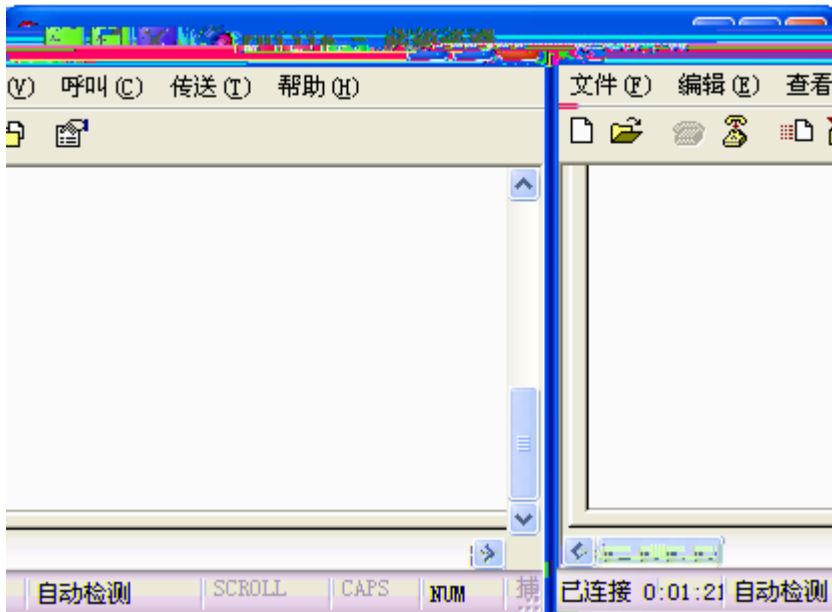 (V) 呼叫(C) 传送(T) 帮助(H)
文件(F) 编辑(E) 查看
自动检测 SCROLL CAPS NUM 捕
已连接 0:01:21 自动检测